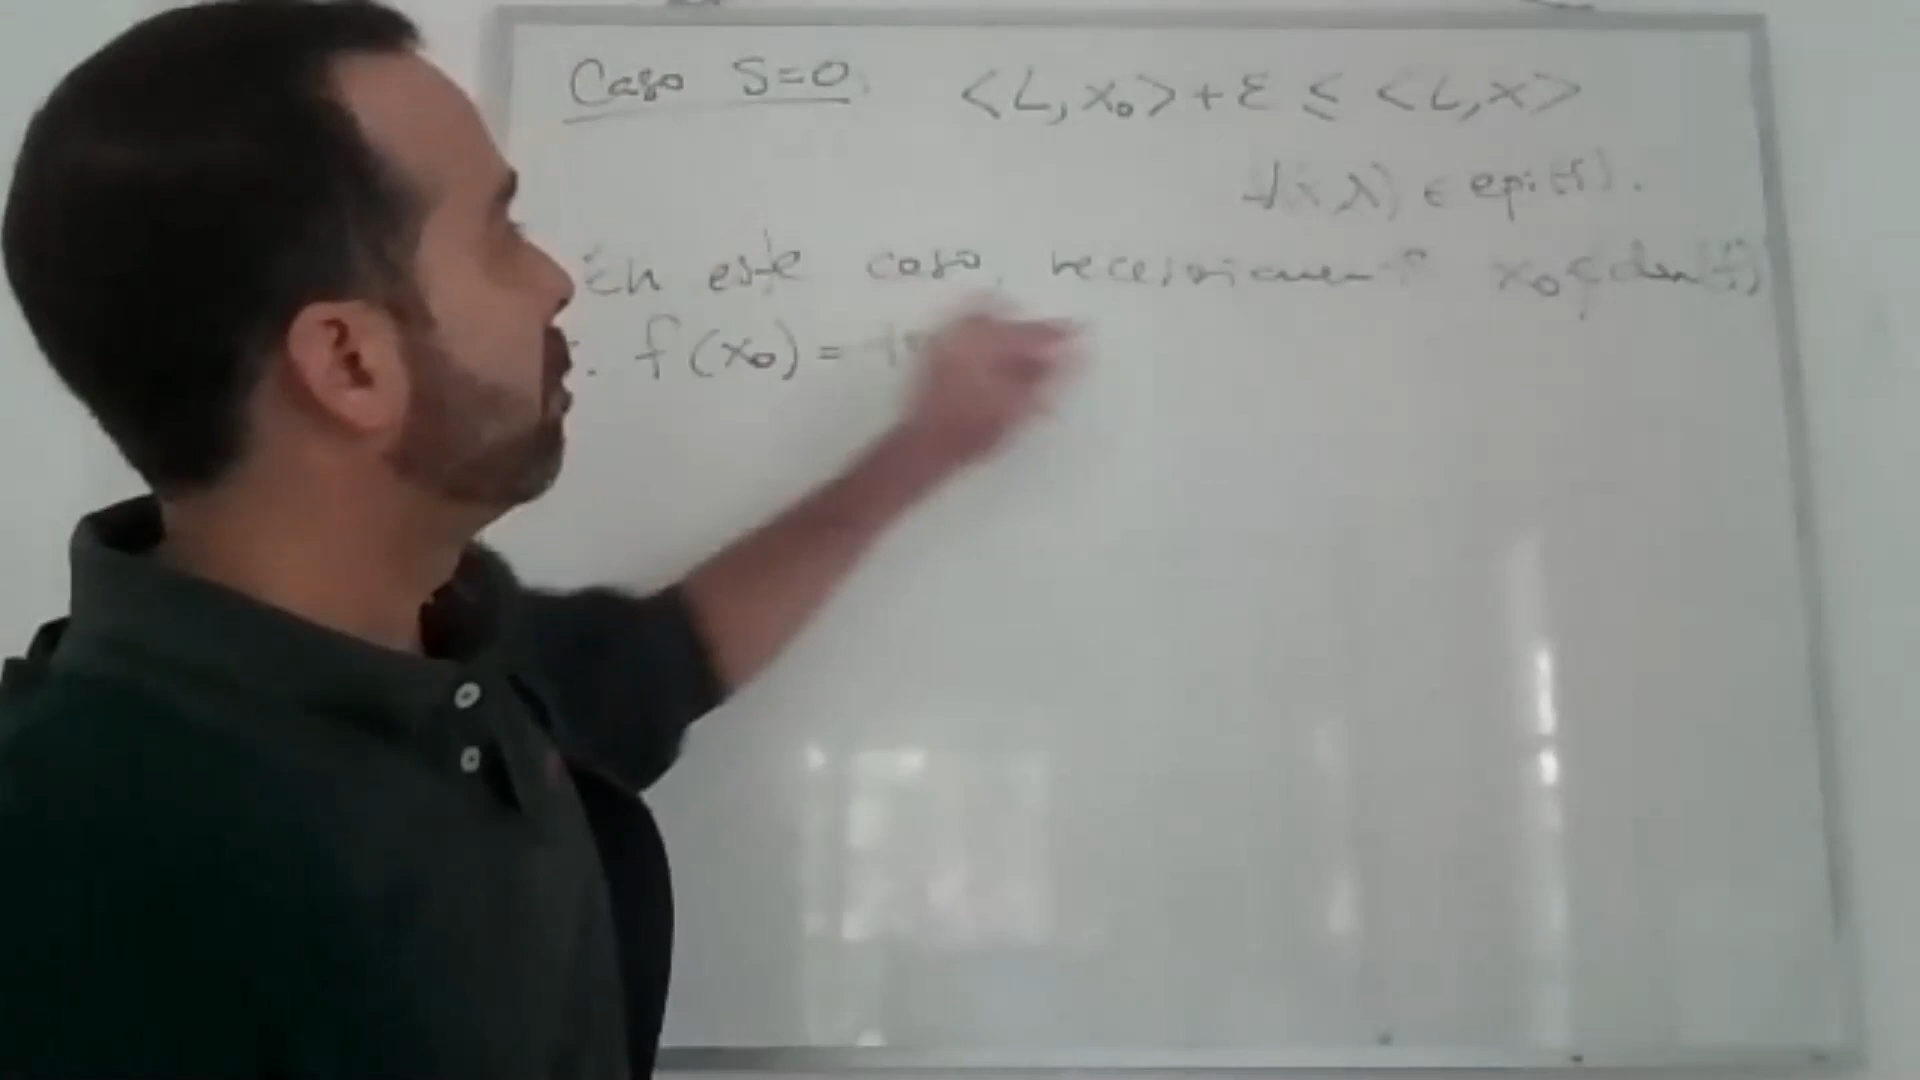 Caso S=0. <L, x₀> + ε ≤ <L, x>
∀(x, λ) ∈ epi(f).
En este caso, necesariamente x₀ ∉ dom(f)
: f(x₀) = +